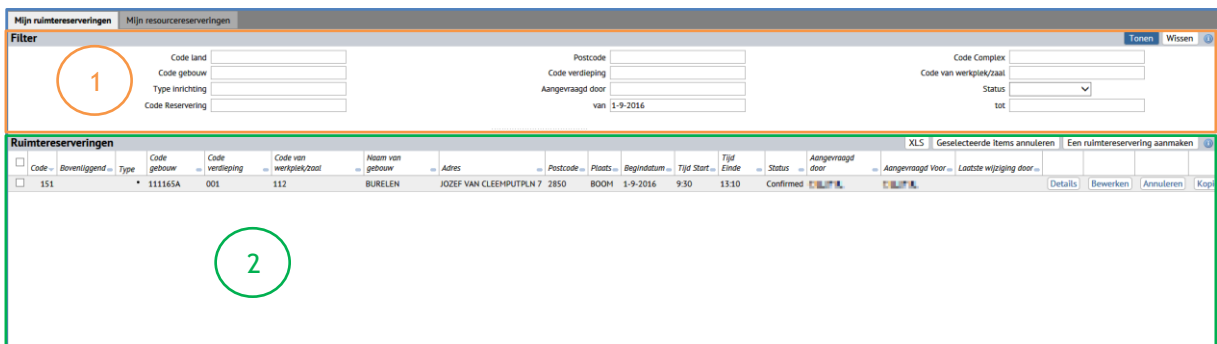 Mijn ruimtereserveringen Mijn resourcereserveringen
Filter Tonen Wissen
Code land Postcode Code Complex
Code gebouw Code verdieping Code van werkplek/zaal
Type inrichting Aangevraagd door Status
Code Reservering van 1-9-2016 tot
1
Ruimtereserveringen XLS Geselecteerde items annuleren Een ruimtereservering aanmaken
Code Bovenliggend Type Code gebouw Code verdieping Code van werkplek/zaal Naam van gebouw Adres Postcode Plaats Begindatum Tijd Start Tijd Einde Status Aangevraagd door Aangevraagd Voor Laatste wijziging door
151 * 111165A 001 112 BURELEN JOZEF VAN CLEEMPUTPLN 7 2850 BOOM 1-9-2016 9:30 13:10 Confirmed Details Bewerken Annuleren Kopi
2